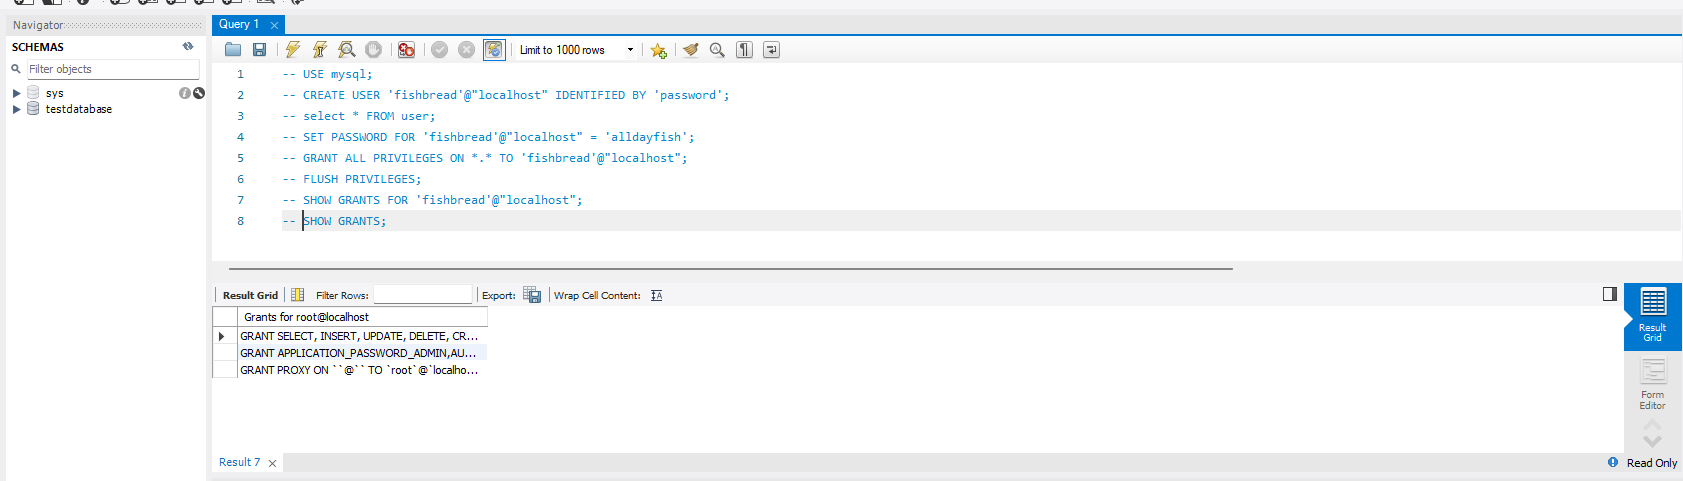 Navigator
SCHEMAS
Filter objects
sys
testdatabase
Query 1
Limit to 1000 rows
1 -- USE mysql;
2 -- CREATE USER 'fishbread'@"localhost" IDENTIFIED BY 'password';
3 -- select * FROM user;
4 -- SET PASSWORD FOR 'fishbread'@"localhost" = 'alldayfish';
5 -- GRANT ALL PRIVILEGES ON *.* TO 'fishbread'@"localhost";
6 -- FLUSH PRIVILEGES;
7 -- SHOW GRANTS FOR 'fishbread'@"localhost";
8 -- SHOW GRANTS;
Result Grid Filter Rows: Export: Wrap Cell Content:
Grants for root@localhost
GRANT SELECT, INSERT, UPDATE, DELETE, CR...
GRANT APPLICATION_PASSWORD_ADMIN,AU...
GRANT PROXY ON ``@`` TO `root`@`localho...
Result
Grid
Form
Editor
Result 7
Read Only